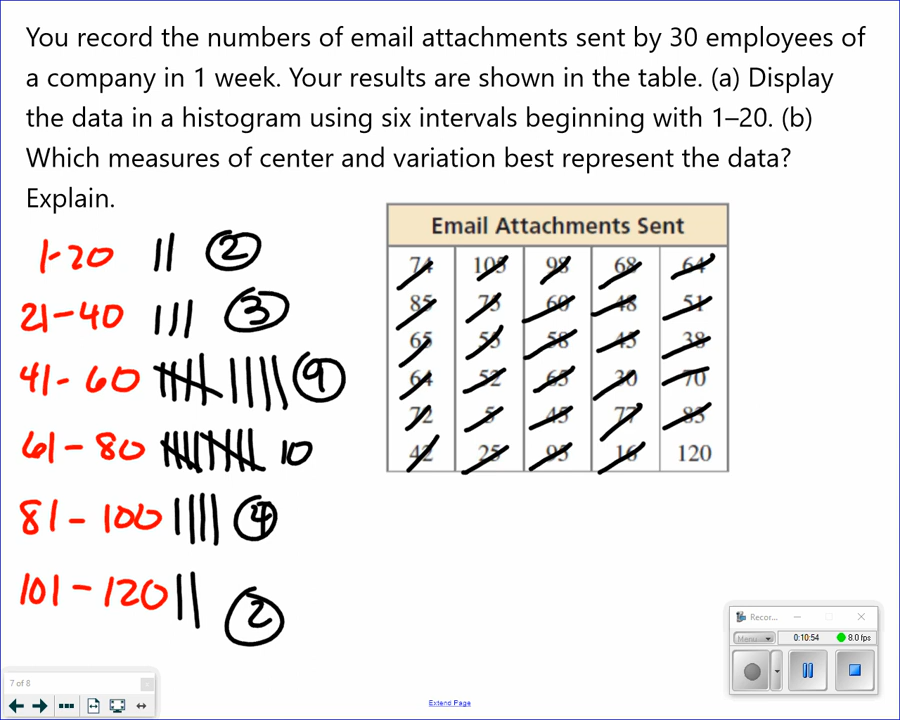 You record the numbers of email attachments sent by 30 employees of
a company in 1 week. Your results are shown in the table. (a) Display
the data in a histogram using six intervals beginning with 1–20. (b)
Which measures of center and variation best represent the data?
Explain.
Email Attachments Sent
74 105 98 68 64
85 75 60 48 51
65 55 58 45 38
64 52 65 30 70
72 5 45 77 83
42 25 95 16 120
1-20 || 2
21-40 ||| 3
41-60 |||| |||| 9
61-80 10
81-100 |||| 4
101-120 || 2
Recor...
Menu
0:10:54
8.0 fps
7 of 8
Extend Page